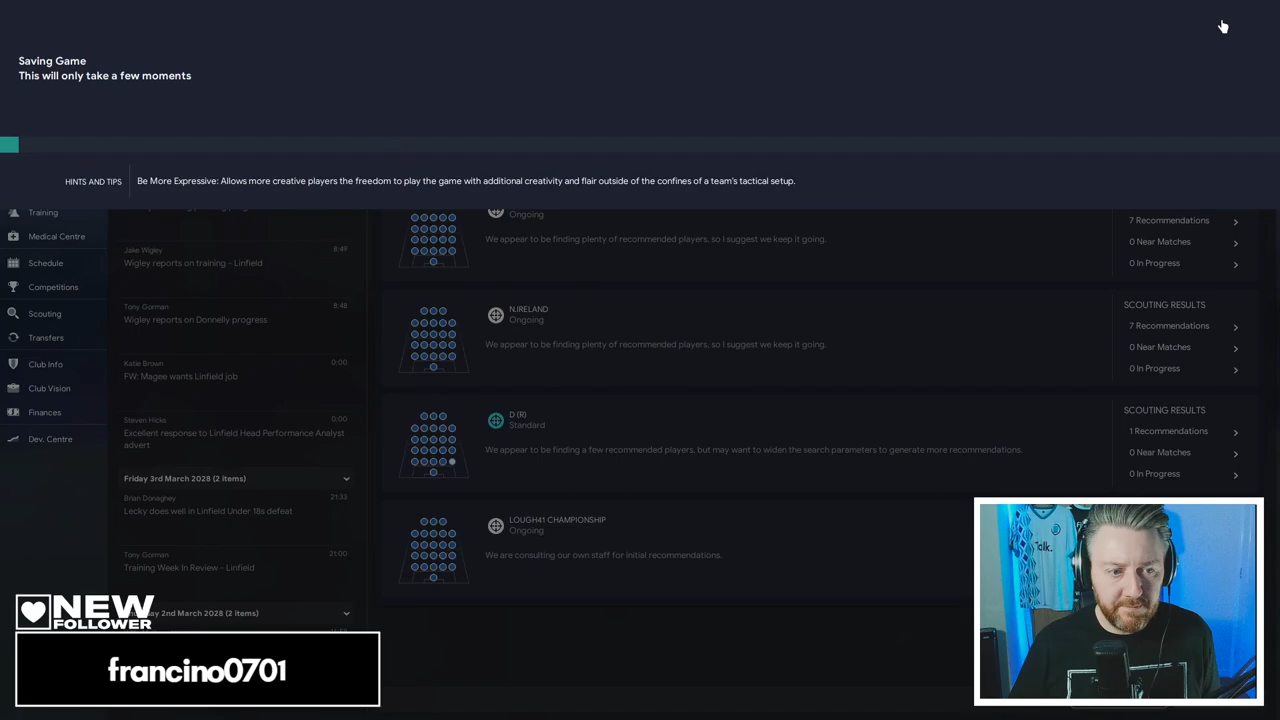 Saving Game
This will only take a few moments
HINTS AND TIPS
Be More Expressive: Allows more creative players the freedom to play the game with additional creativity and flair outside of the confines of a team's tactical setup.
Training
Medical Centre
Schedule
Competitions
Scouting
Transfers
Club Info
Club Vision
Finances
Dev. Centre
Jake Wigley 8:49
Wigley reports on training - Linfield
Tony Gorman 8:48
Wigley reports on Donnelly progress
Katie Brown 0:00
FW: Magee wants Linfield job
Steven Hicks 0:00
Excellent response to Linfield Head Performance Analyst
advert
Friday 3rd March 2028 (2 items)
Brian Donaghey 21:33
Lecky does well in Linfield Under 18s defeat
Tony Gorman 21:00
Training Week In Review - Linfield
2nd March 2028 (2 items)
Ongoing
We appear to be finding plenty of recommended players, so I suggest we keep it going.
7 Recommendations
0 Near Matches
0 In Progress
N.IRELAND
Ongoing
We appear to be finding plenty of recommended players, so I suggest we keep it going.
SCOUTING RESULTS
7 Recommendations
0 Near Matches
0 In Progress
D (R)
Standard
We appear to be finding a few recommended players, but may want to widen the search parameters to generate more recommendations.
SCOUTING RESULTS
1 Recommendations
0 Near Matches
0 In Progress
LOUGH41 CHAMPIONSHIP
Ongoing
We are consulting our own staff for initial recommendations.
NEW
FOLLOWER
francino0701
Talk.